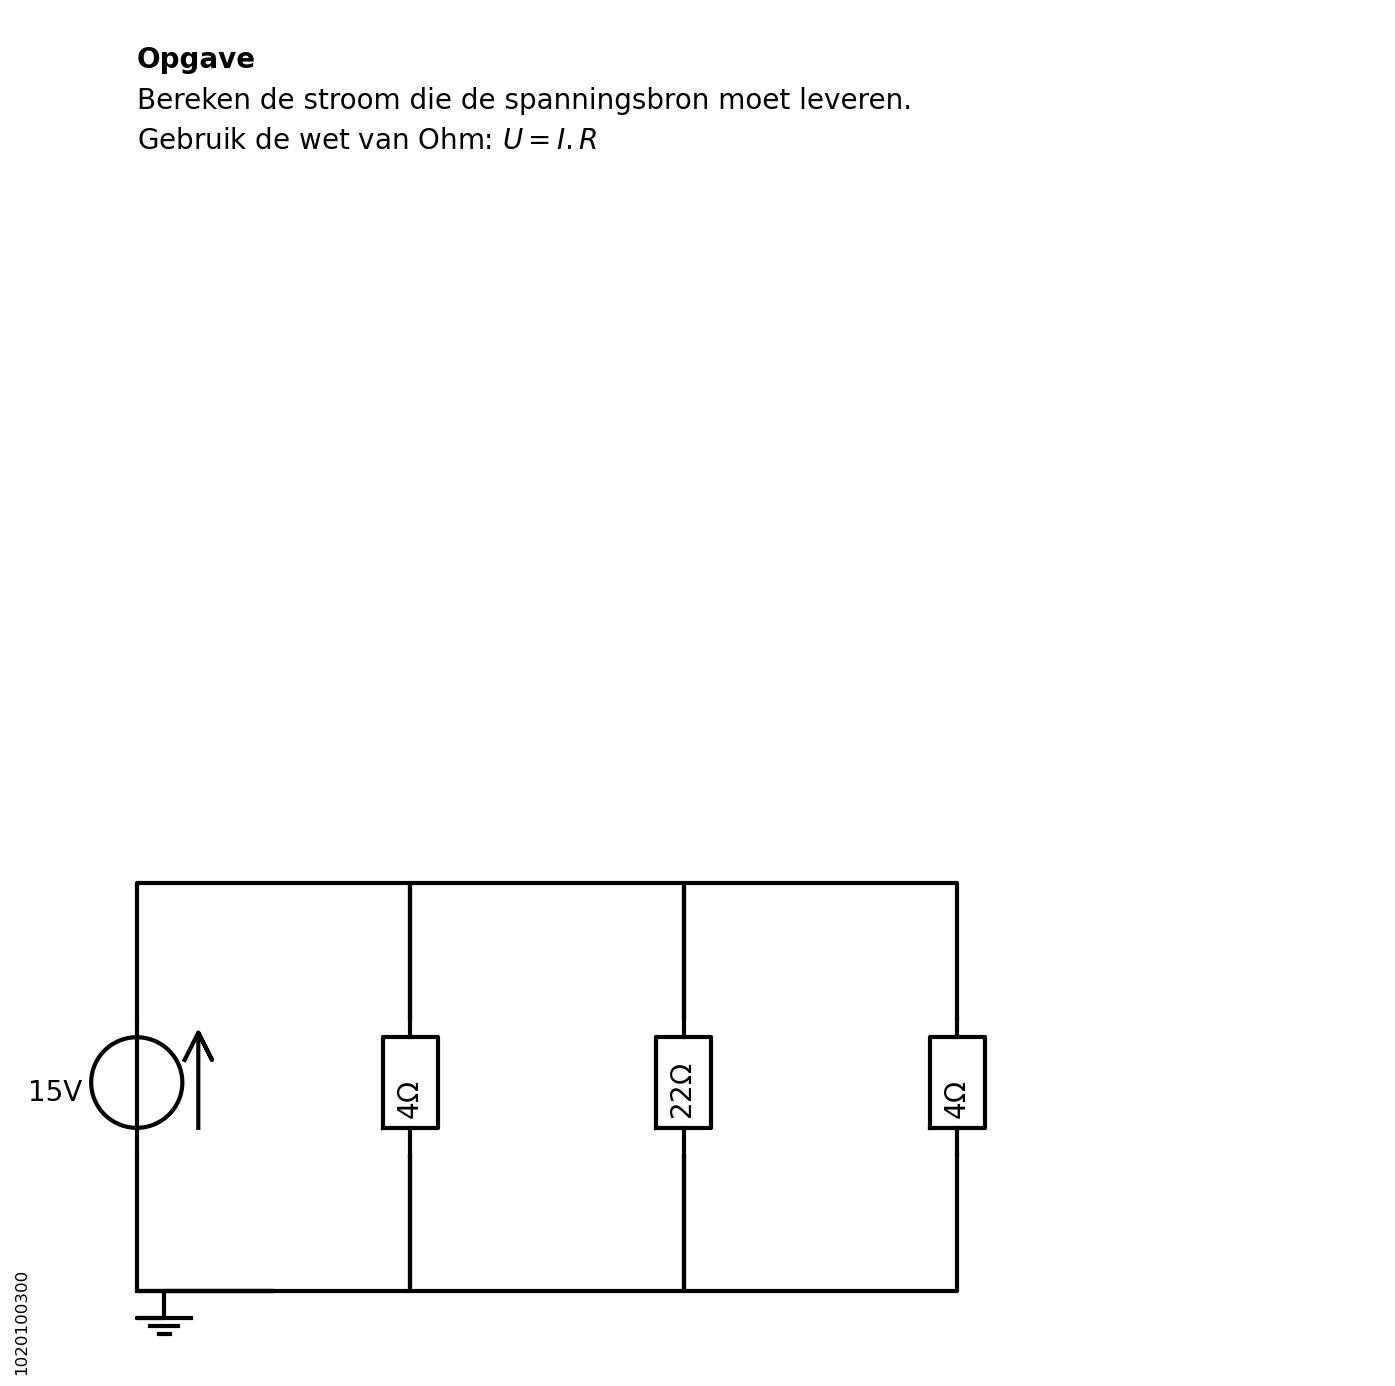 Opgave
Bereken de stroom die de spanningsbron moet leveren.
Gebruik de wet van Ohm: U = I.R
15V
4Ω
22Ω
4Ω
1020100300